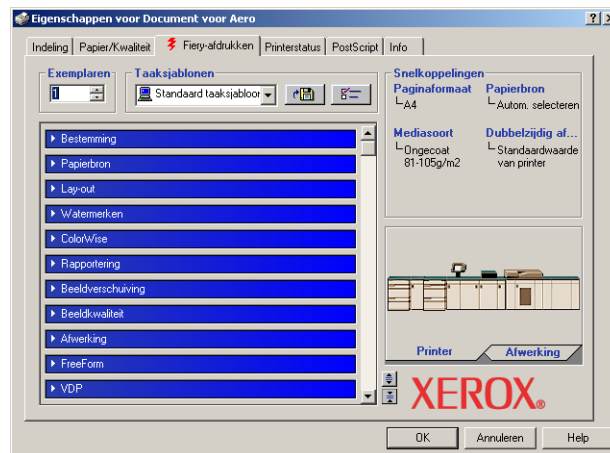 Eigenschappen voor Document voor Aero
Indeling Papier/Kwaliteit Fiery-afdrukken Printerstatus PostScript Info
Exemplaren
1
Taaksjablonen
Standaard taaksjabloor
Snelkoppelingen
Paginaformaat Papierbron
A4 Autom. selecteren
Mediasoort Dubbelzijdig af...
Ongecoat Standaardwaarde
81-105g/m2 van printer
Bestemming
Papierbron
Lay-out
Watermerken
ColorWise
Rapportering
Beeldverschuiving
Beeldkwaliteit
Afwerking
FreeForm
VDP
Printer Afwerking
XEROX®
OK Annuleren Help